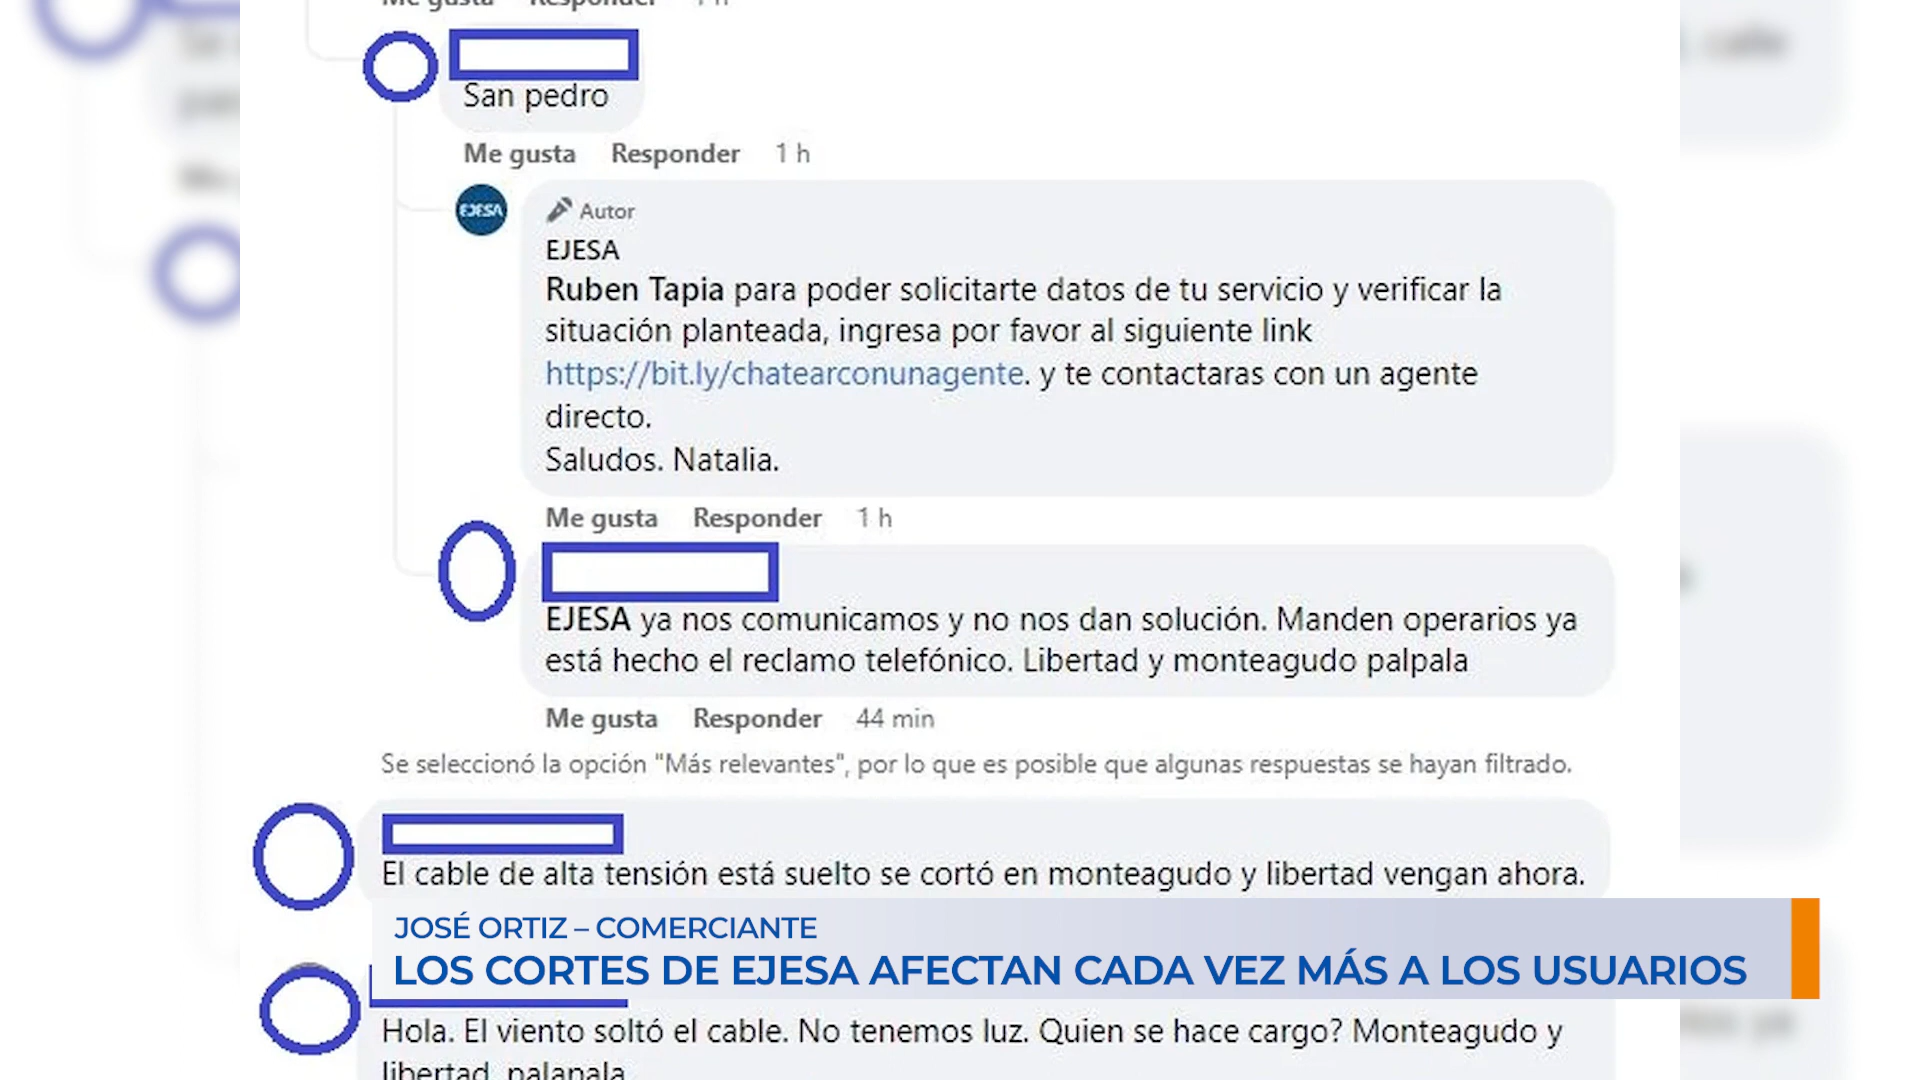 Me gusta Responder 1 h
San pedro
Me gusta Responder 1 h
EJESA
Autor
EJESA
Ruben Tapia para poder solicitarte datos de tu servicio y verificar la
situación planteada, ingresa por favor al siguiente link
https://bit.ly/chatearconunagente. y te contactaras con un agente
directo.
Saludos. Natalia.
Me gusta Responder 1 h
EJESA ya nos comunicamos y no nos dan solución. Manden operarios ya
está hecho el reclamo telefónico. Libertad y monteagudo palpala
Me gusta Responder 44 min
Se seleccionó la opción "Más relevantes", por lo que es posible que algunas respuestas se hayan filtrado.
El cable de alta tensión está suelto se cortó en monteagudo y libertad vengan ahora.
JOSÉ ORTIZ – COMERCIANTE
LOS CORTES DE EJESA AFECTAN CADA VEZ MÁS A LOS USUARIOS
Hola. El viento soltó el cable. No tenemos luz. Quien se hace cargo? Monteagudo y
libertad palapala